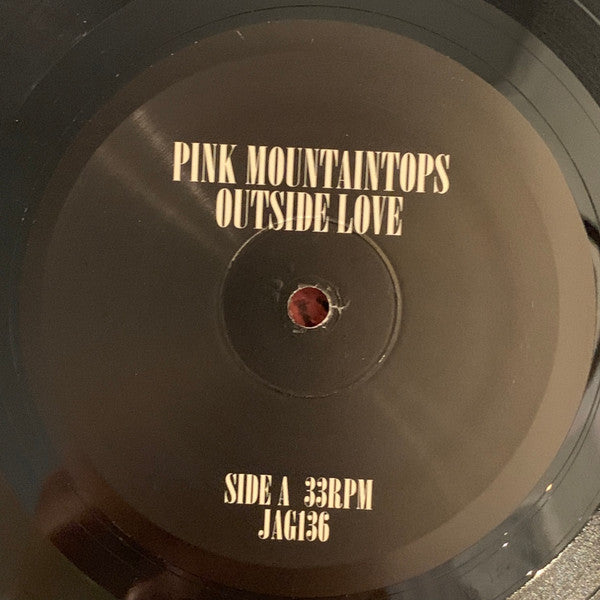 PINK MOUNTAINTOPS
OUTSIDE LOVE
SIDE A 33RPM
JAG136